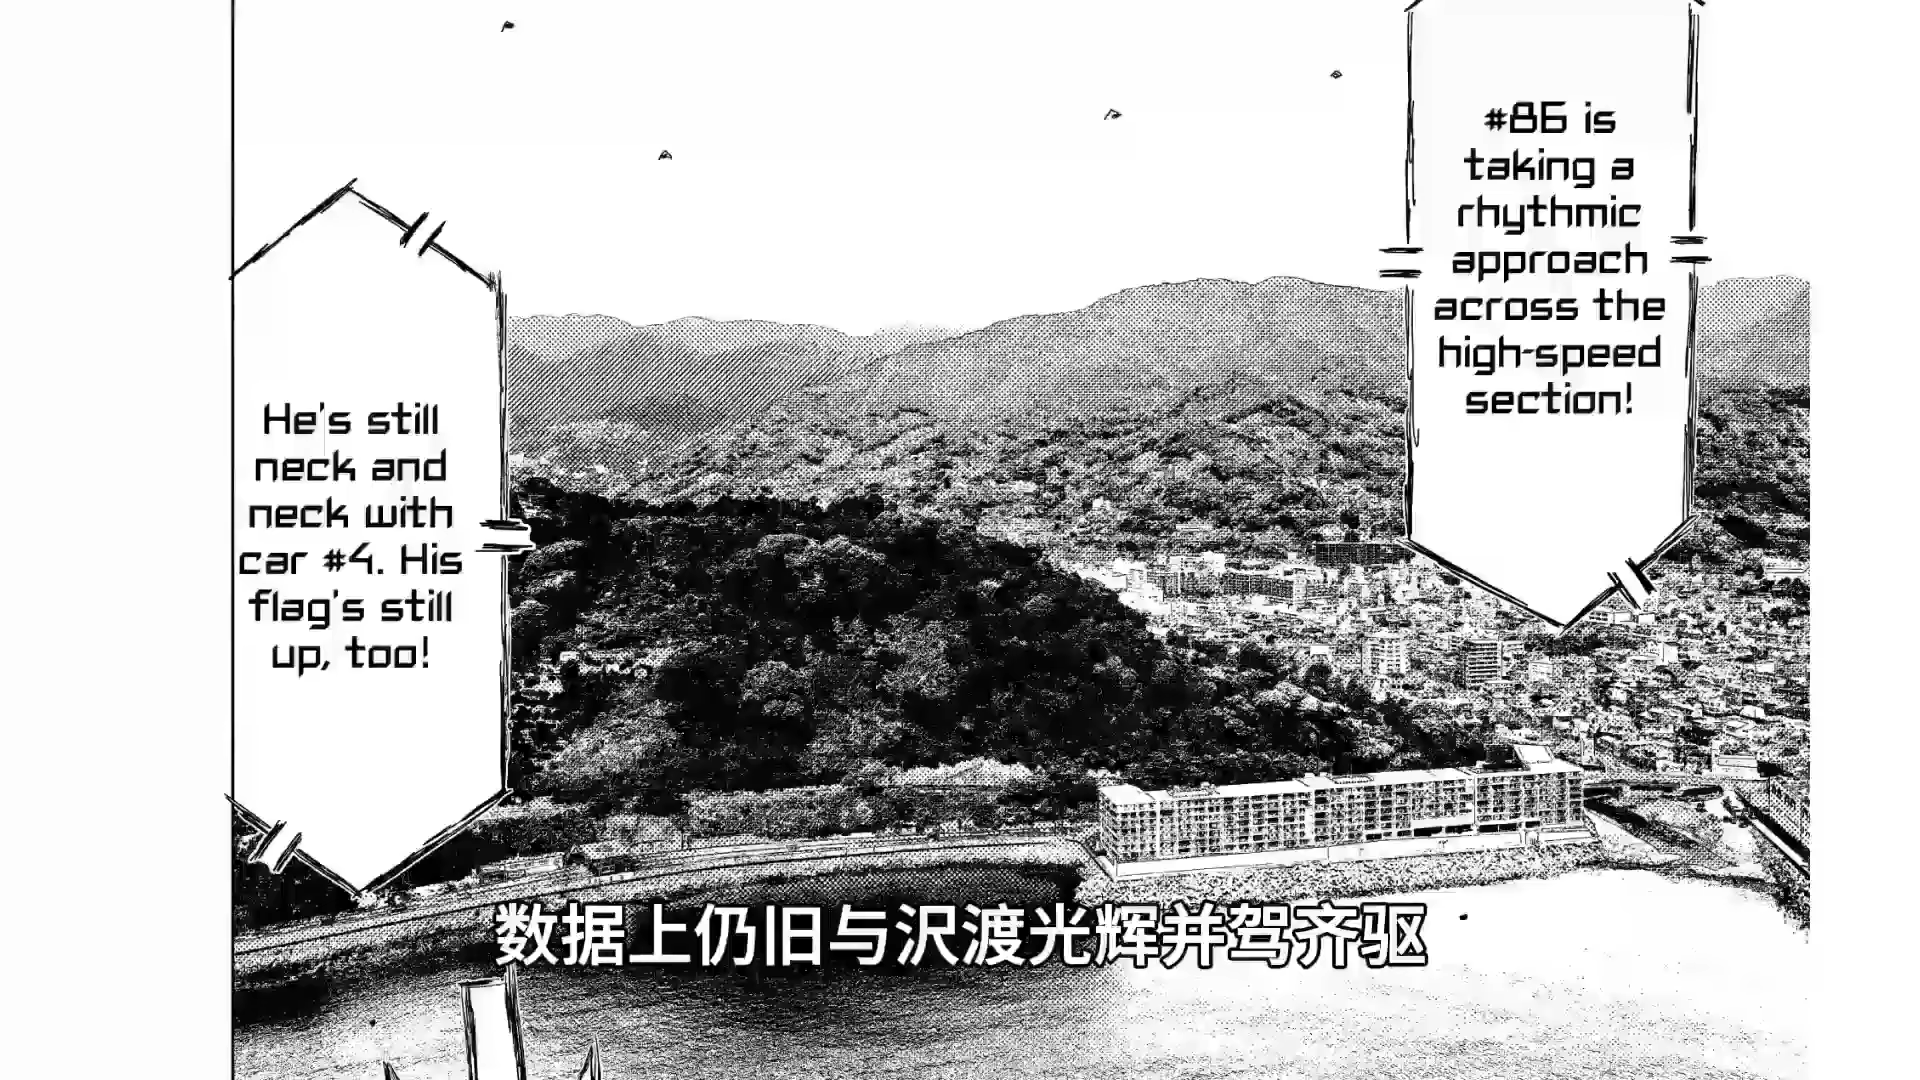 #86 is
taking a
rhythmic
approach
across the
high-speed
section!
He's still
neck and
neck with
car #4. His
flag's still
up, too!
数据上仍旧与沢渡光辉并驾齐驱